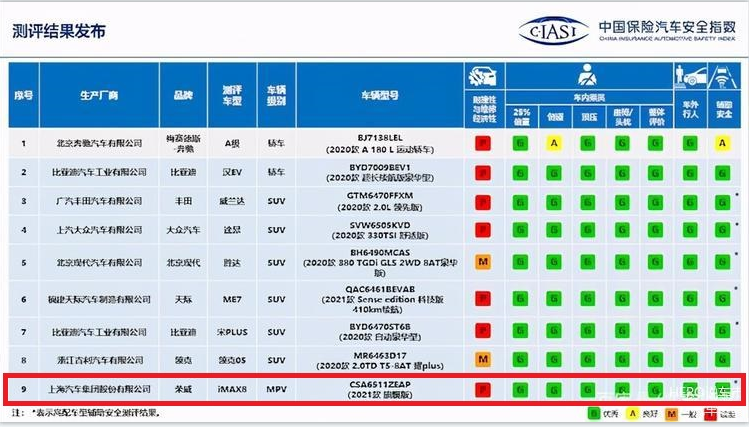 测评结果发布
C-IASI
中国保险汽车安全指数
CHINA INSURANCE AUTOMOTIVE SAFETY INDEX
序号 生产厂商 品牌 测评车型 车辆级别 车辆型号 耐撞性与维修经济性 车内乘员 车外行人 辅助安全
25%偏置 侧面 顶压 座椅/头枕 整体评价
1 北京奔驰汽车有限公司 梅赛德斯-奔驰 A级 轿车 BJ7138LEL P G A G G G G A
(2020款 A 180 L 运动轿车)
2 比亚迪汽车工业有限公司 比亚迪 汉EV 轿车 BYD7009BEV1 P G G G G G G G
(2020款 超长续航版豪华型)
3 广汽丰田汽车有限公司 丰田 威兰达 SUV GTM6470FFXM P G G G G G G G*
(2020款 2.0L 领先版)
4 上汽大众汽车有限公司 大众汽车 途昂 SUV SVW6505KVD P G G G G G G G*
(2020款 330TSI 舒适版)
5 北京现代汽车有限公司 北京现代 胜达 SUV BH6490MCAS M G G G G G G G*
(2020款 380 TGDi GLS 2WD 8AT豪华版)
6 福建天际汽车制造有限公司 天际 ME7 SUV QAC6461BEVAB P G G G G G G G*
(2021款 Sense edition 科技版
410km续航)
7 比亚迪汽车工业有限公司 比亚迪 宋PLUS SUV BYD6470ST6B P G G G G G G G*
(2020款 自动豪华型)
8 浙江吉利汽车有限公司 领克 领克05 SUV MR6463D17 M G G G G G G G
(2020款 2.0TD T5-8AT 耀plus)
9 上海汽车集团股份有限公司 荣威 iMAX8 MPV CSA6511ZEAP P G G G G G G G*
(2021款 旗舰版)
注： *表示高配车型辅助安全测评结果。
G 优秀 A 良好 M 一般 P 较差